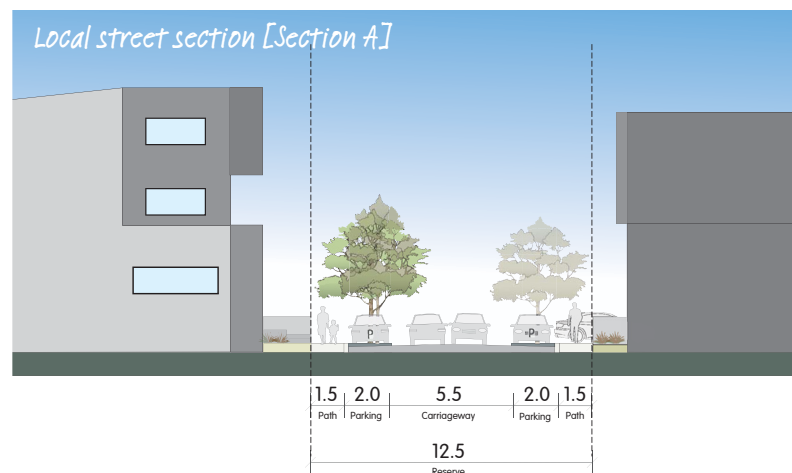 Local street section [Section A]
P
"P"
1.5 2.0 5.5 2.0 1.5
Path Parking Carriageway Parking Path
12.5
Reserve